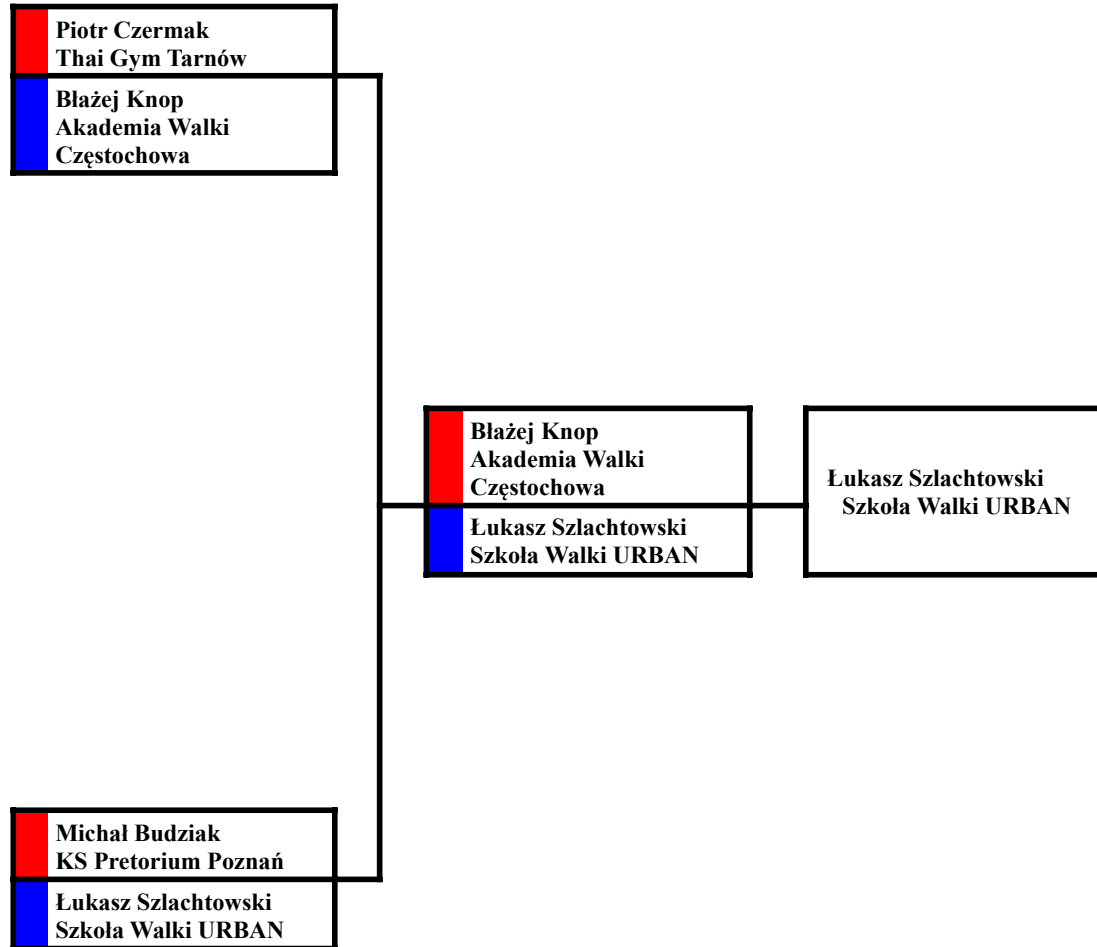 Piotr Czermak
Thai Gym Tarnów
Błażej Knop
Akademia Walki
Częstochowa
Błażej Knop
Akademia Walki
Częstochowa
Łukasz Szlachtowski
Szkoła Walki URBAN
Łukasz Szlachtowski
Szkoła Walki URBAN
Michał Budziak
KS Pretorium Poznań
Łukasz Szlachtowski
Szkoła Walki URBAN